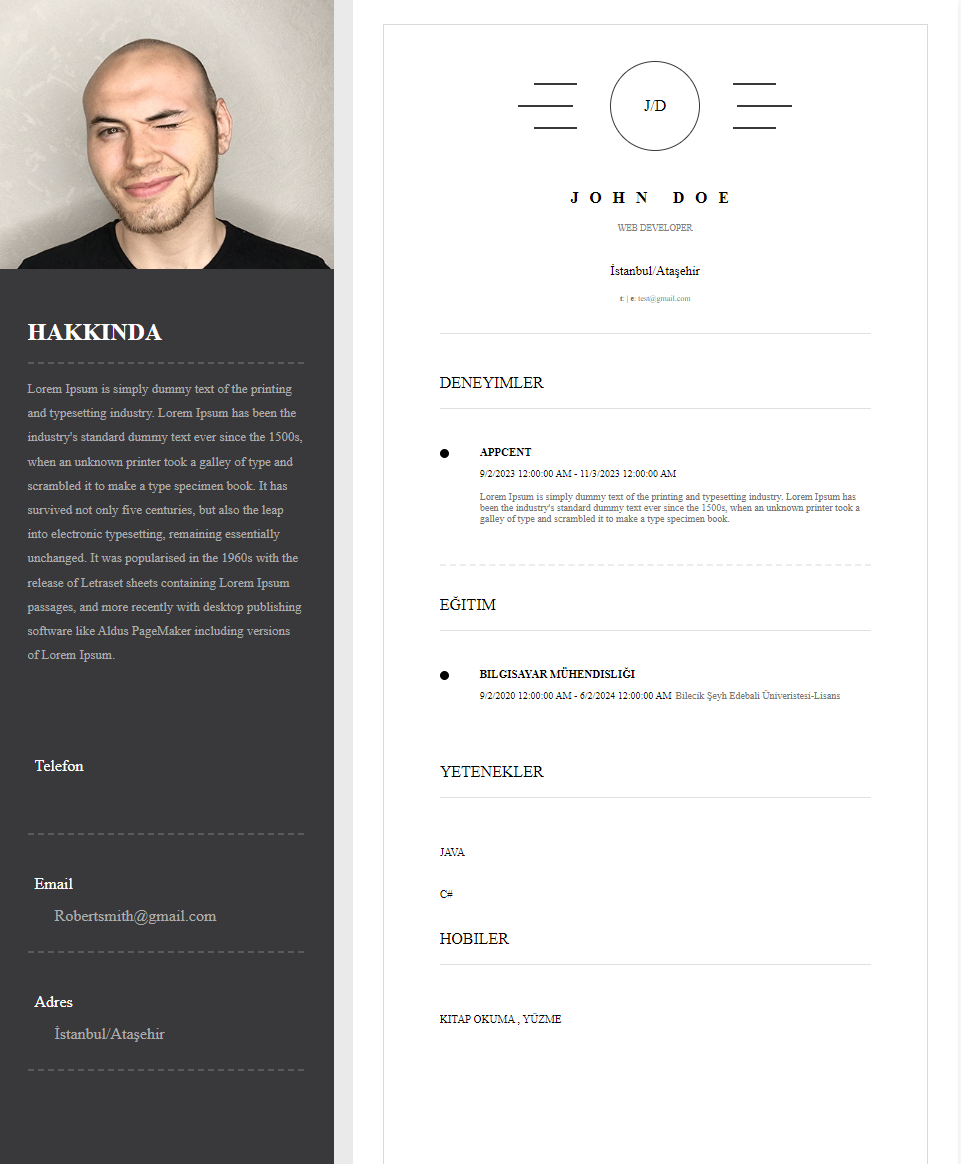 HAKKINDA
Lorem Ipsum is simply dummy text of the printing
and typesetting industry. Lorem Ipsum has been the
industry's standard dummy text ever since the 1500s,
when an unknown printer took a galley of type and
scrambled it to make a type specimen book. It has
survived not only five centuries, but also the leap
into electronic typesetting, remaining essentially
unchanged. It was popularised in the 1960s with the
release of Letraset sheets containing Lorem Ipsum
passages, and more recently with desktop publishing
software like Aldus PageMaker including versions
of Lorem Ipsum.
Telefon
Email
Robertsmith@gmail.com
Adres
İstanbul/Ataşehir
J/D
JOHN DOE
WEB DEVELOPER
İstanbul/Ataşehir
t: | e: test@gmail.com
DENEYIMLER
APPCENT
9/2/2023 12:00:00 AM - 11/3/2023 12:00:00 AM
Lorem Ipsum is simply dummy text of the printing and typesetting industry. Lorem Ipsum has
been the industry's standard dummy text ever since the 1500s, when an unknown printer took a
galley of type and scrambled it to make a type specimen book.
EĞITIM
BILGISAYAR MÜHENDISLIĞI
9/2/2020 12:00:00 AM - 6/2/2024 12:00:00 AM Bilecik Şeyh Edebali Üniveristesi-Lisans
YETENEKLER
JAVA
C#
HOBILER
KITAP OKUMA , YÜZME